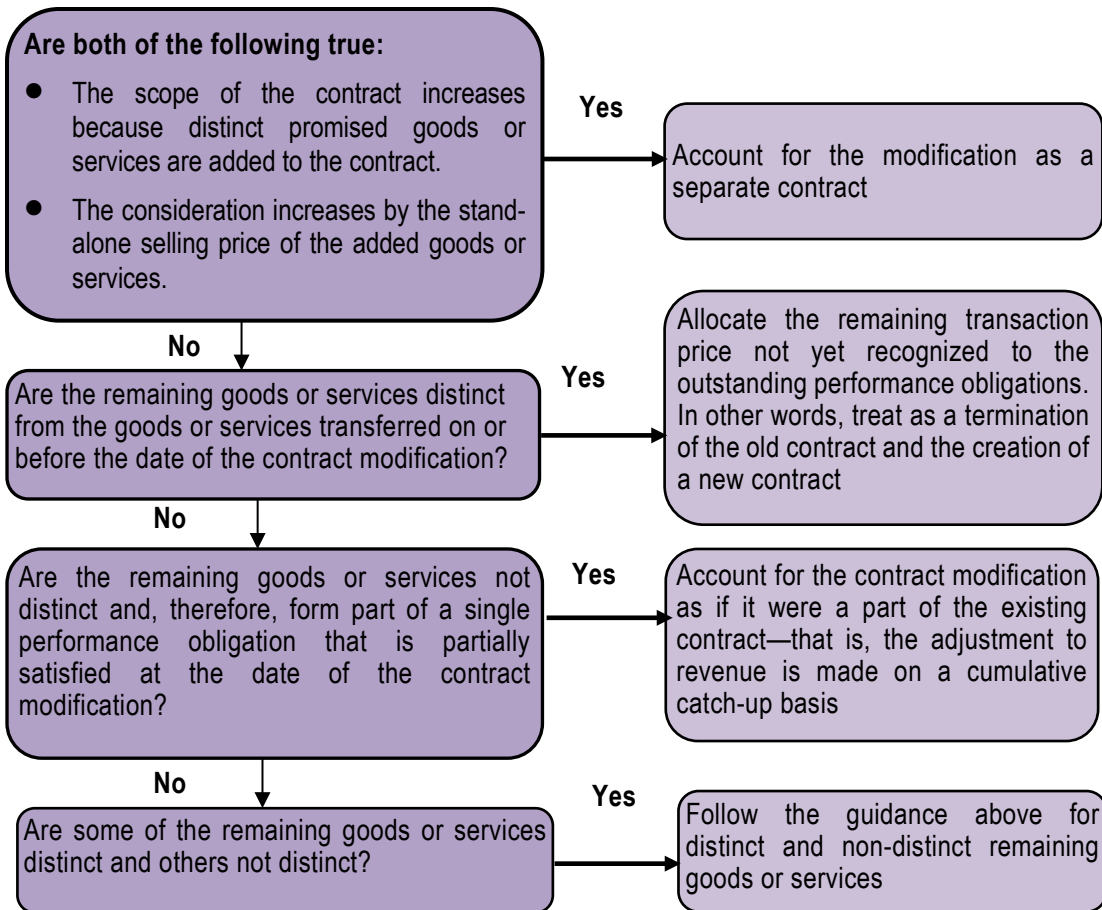 Are both of the following true:
● The scope of the contract increases
because distinct promised goods or
services are added to the contract.
● The consideration increases by the stand-
alone selling price of the added goods or
services.
Yes
Account for the modification as a
separate contract
No
Are the remaining goods or services distinct
from the goods or services transferred on or
before the date of the contract modification?
Yes
Allocate the remaining transaction
price not yet recognized to the
outstanding performance obligations.
In other words, treat as a termination
of the old contract and the creation of
a new contract
No
Are the remaining goods or services not
distinct and, therefore, form part of a single
performance obligation that is partially
satisfied at the date of the contract
modification?
Yes
Account for the contract modification
as if it were a part of the existing
contract—that is, the adjustment to
revenue is made on a cumulative
catch-up basis
No
Are some of the remaining goods or services
distinct and others not distinct?
Yes
Follow the guidance above for
distinct and non-distinct remaining
goods or services